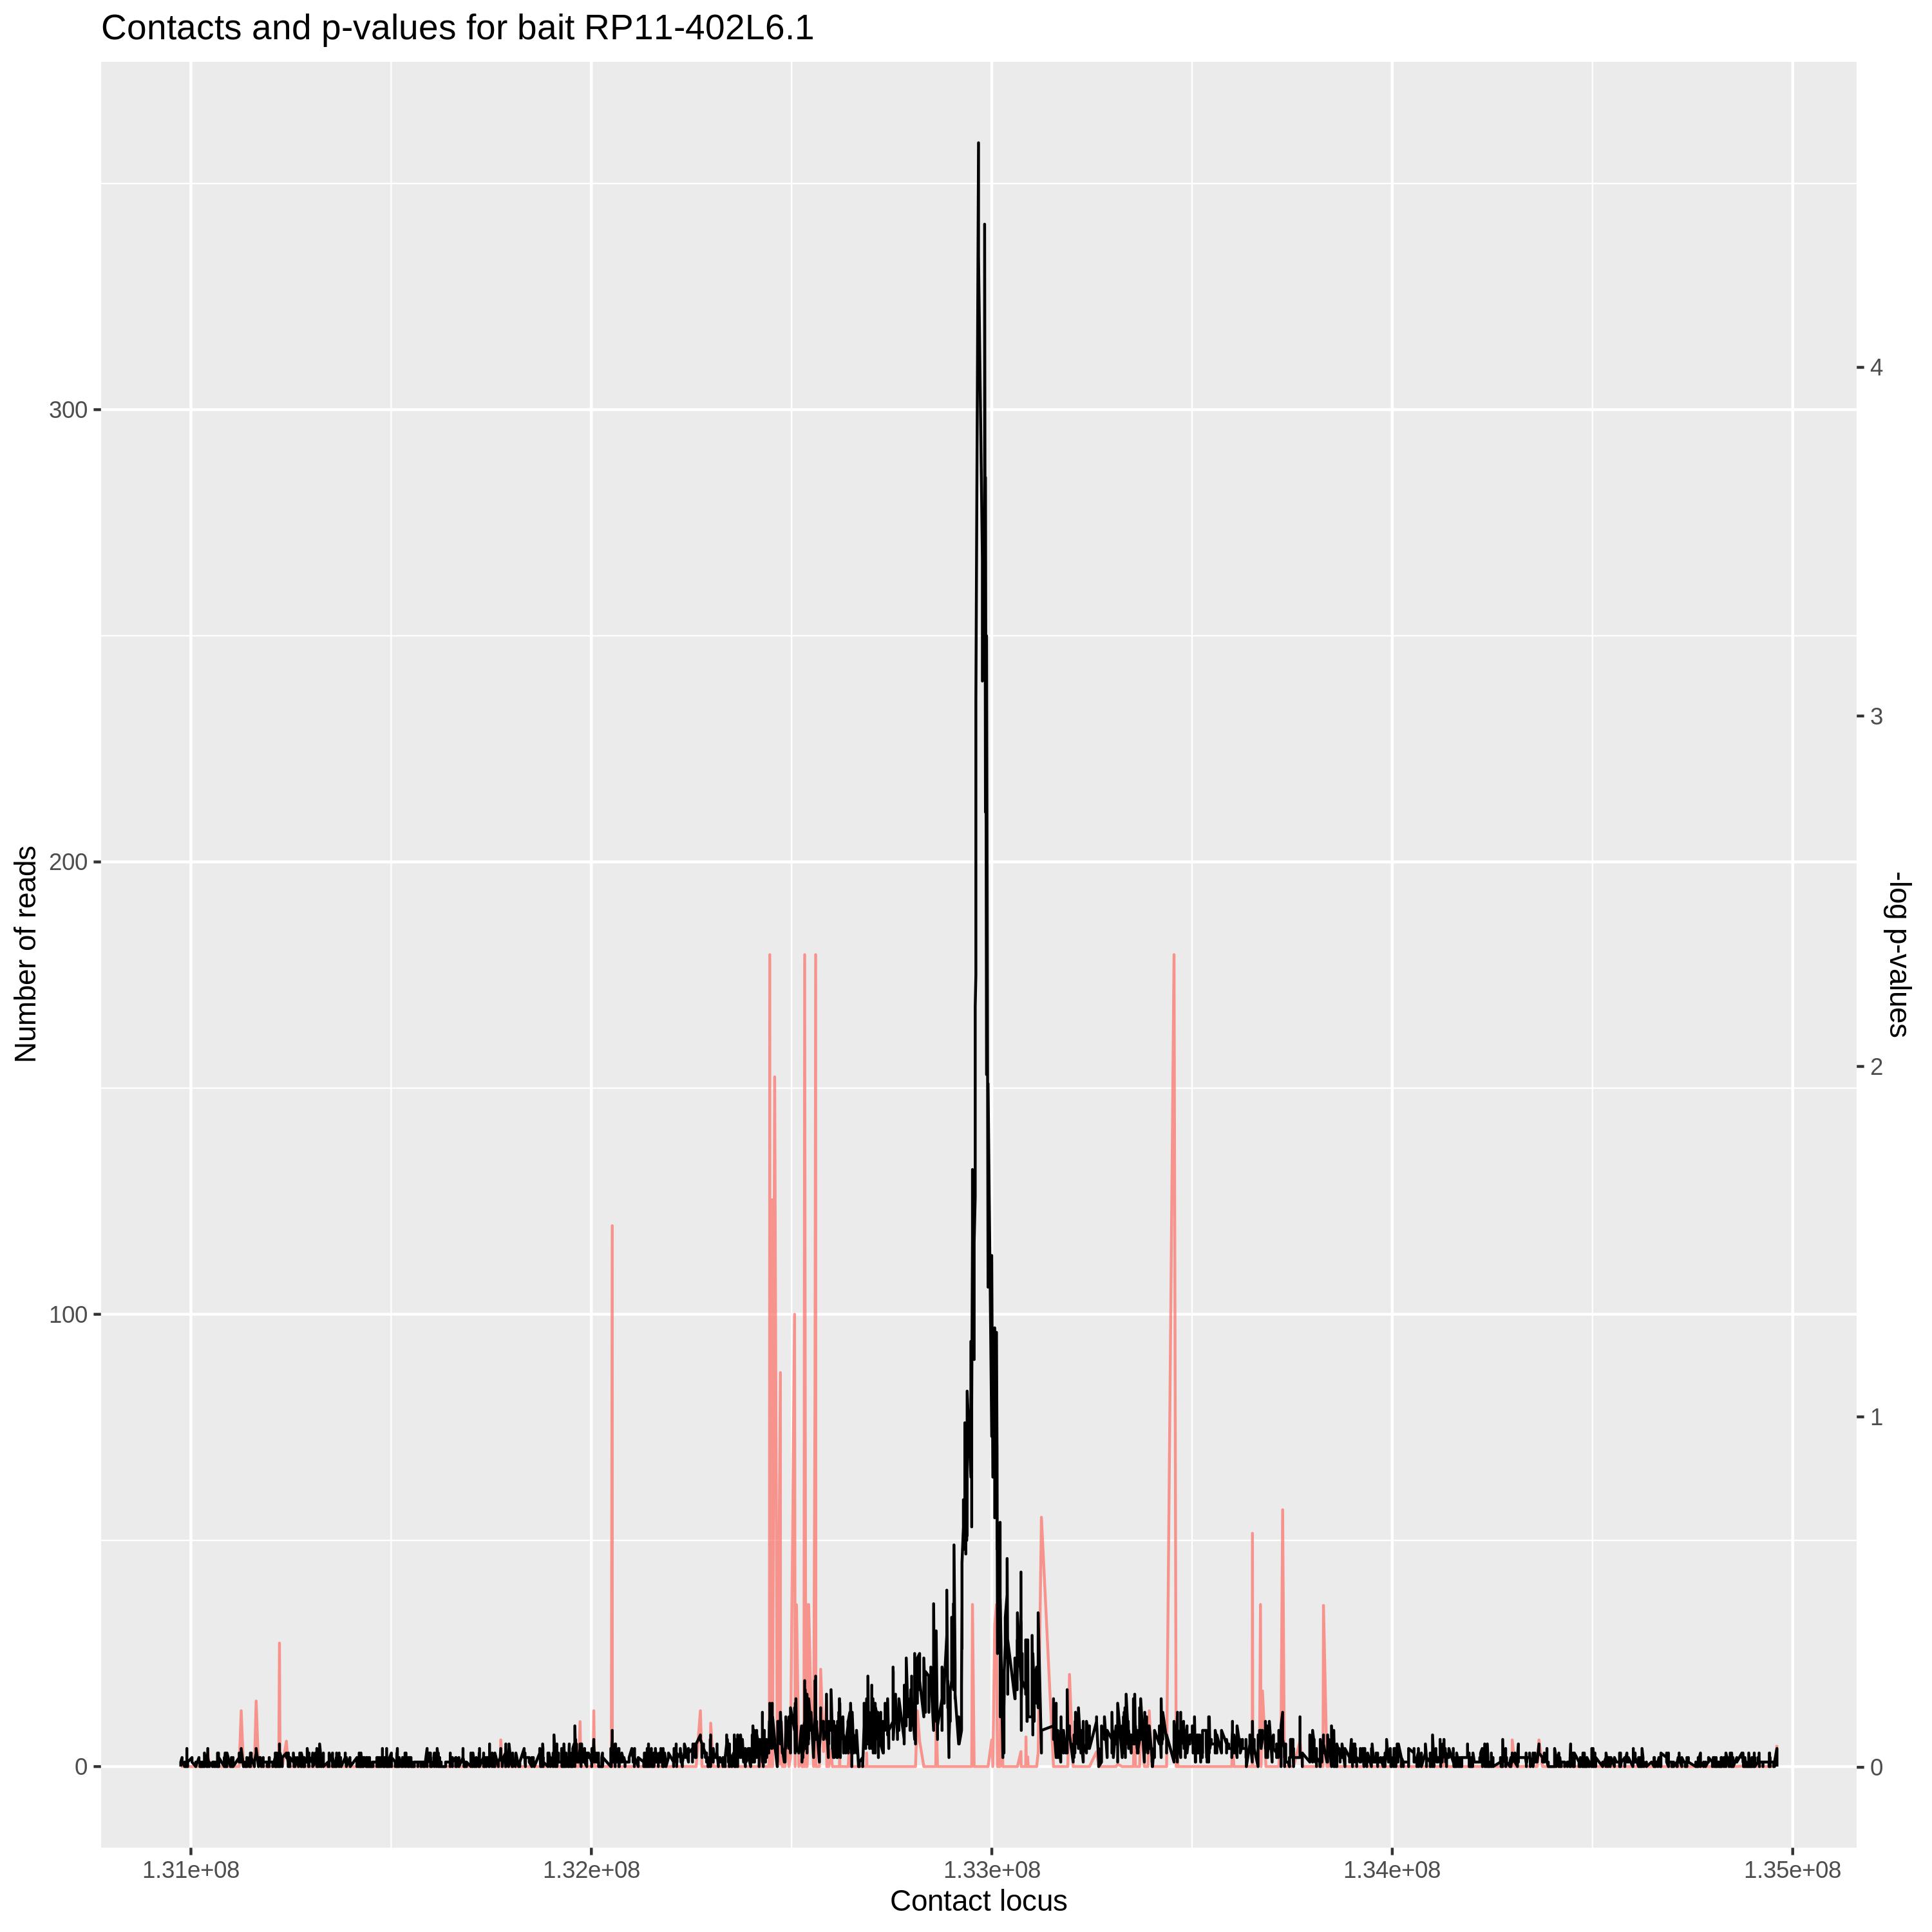 Contacts and p-values for bait RP11-402L6.1
Number of reads
300
200
100
0
4
3
2
1
0
-log p-values
1.31e+08
1.32e+08
1.33e+08
1.34e+08
1.35e+08
Contact locus